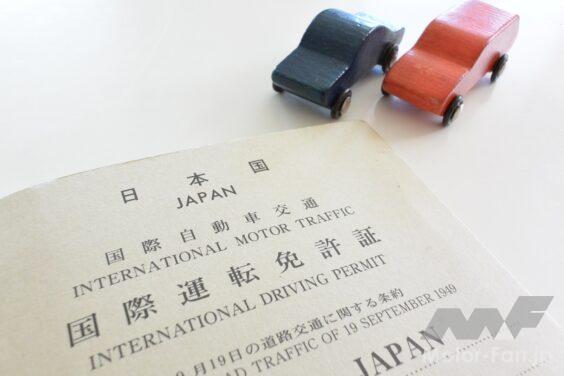 日本国
JAPAN
国際自動車交通
INTERNATIONAL MOTOR TRAFFIC
国際運転免許証
INTERNATIONAL DRIVING PERMIT
月19日の道路交通に関する条約
TRAFFIC OF 19 SEPTEMBER 1949
JAPAN
Motor-Fan.jp